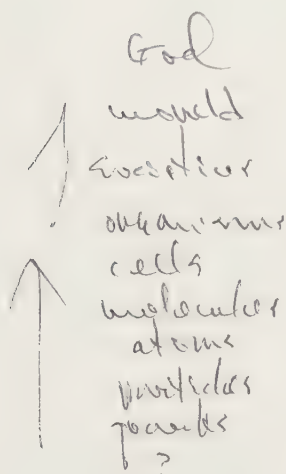 God
world
societies
organisms
cells
molecules
atoms
particles
quarks
?